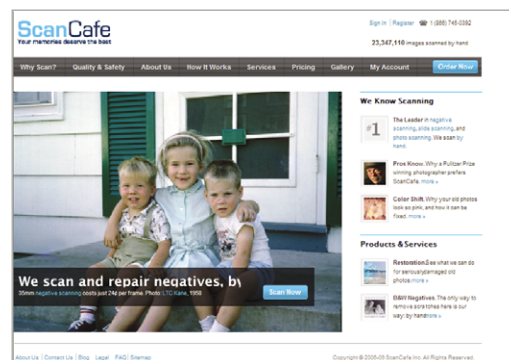 ScanCafe
Your memories deserve the best
Sign in | Register 1 (866) 745-0392
23,347,110 images scanned by hand
Why Scan? Quality & Safety About Us How It Works Services Pricing Gallery My Account Order Now
We Know Scanning
#1
The Leader in negative
scanning, slide scanning, and
photo scanning. We scan by
hand.
Pros Know. Why a Pulitzer Prize
winning photographer prefers
ScanCafe. more »
Color Shift. Why your old photos
look so pink, and how it can be
fixed. more »
Products & Services
Restoration. See what we can do
for seriously damaged old
photos. more »
B&W Negatives. The only way to
remove scratches here is our
way: by hand. more »
We scan and repair negatives, by
35mm negative scanning costs just 24¢ per frame. Photo: LTC Kane, 1958
Scan Now
About Us | Contact Us | Blog Legal FAQ | Sitemap
Copyright © 2006-08 ScanCafe Inc. All Rights Reserved.